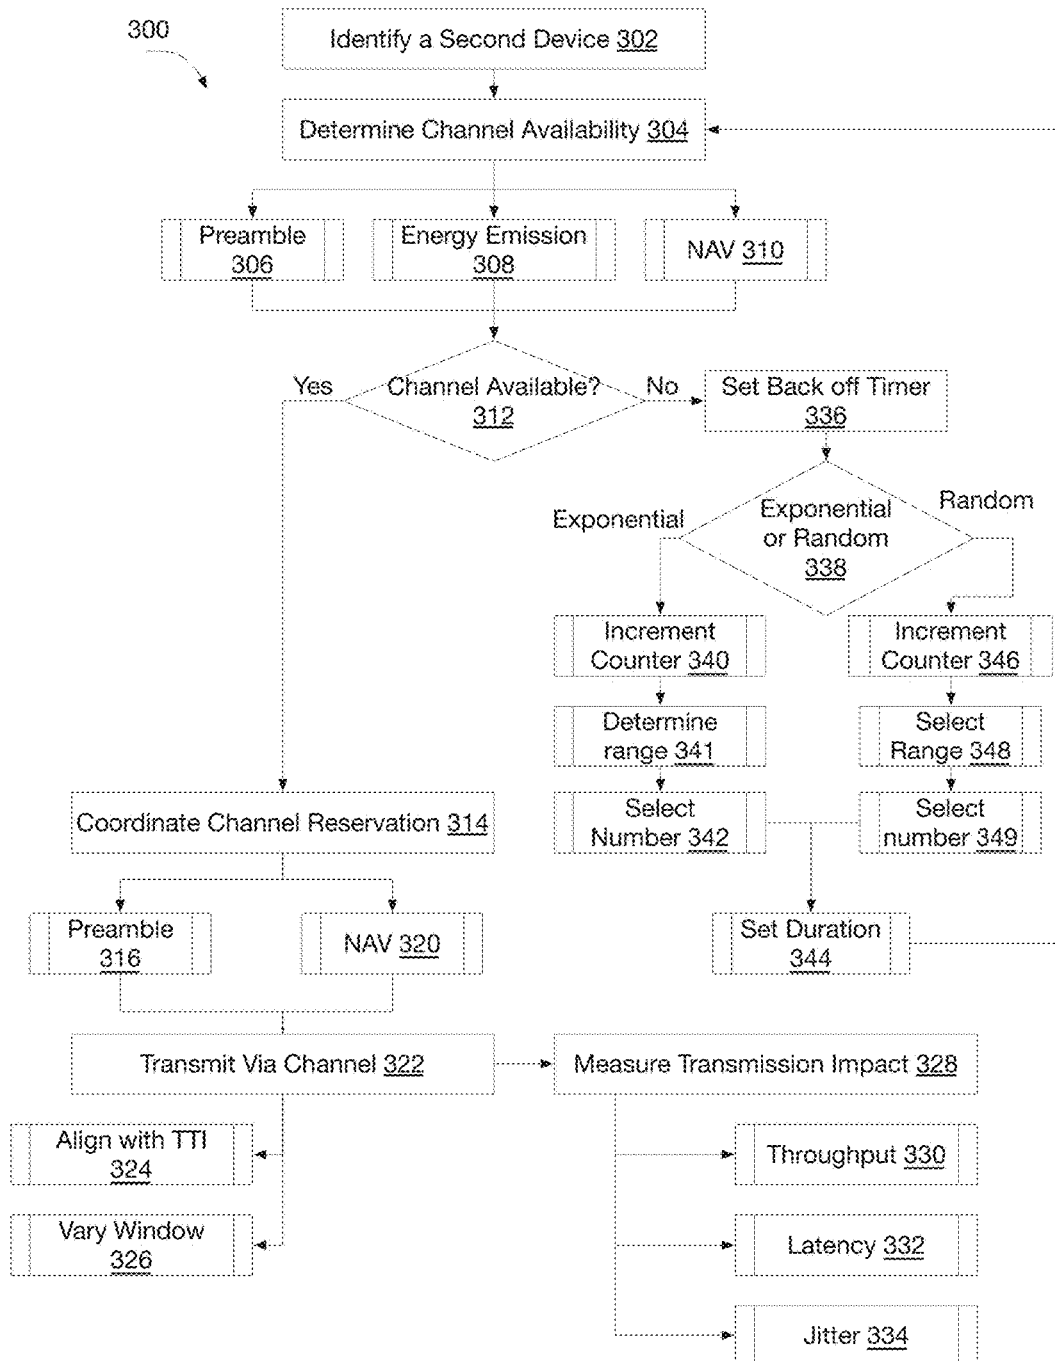 300
Identify a Second Device 302
Determine Channel Availability 304
Preamble
306
Energy Emission
308
NAV 310
Yes
Channel Available?
312
No
Set Back off Timer
336
Exponential
Exponential
or Random
338
Random
Increment
Counter 340
Increment
Counter 346
Determine
range 341
Select
Range 348
Select
Number 342
Select
number 349
Coordinate Channel Reservation 314
Preamble
316
NAV 320
Set Duration
344
Transmit Via Channel 322
Measure Transmission Impact 328
Align with TTI
324
Throughput 330
Vary Window
326
Latency 332
Jitter 334